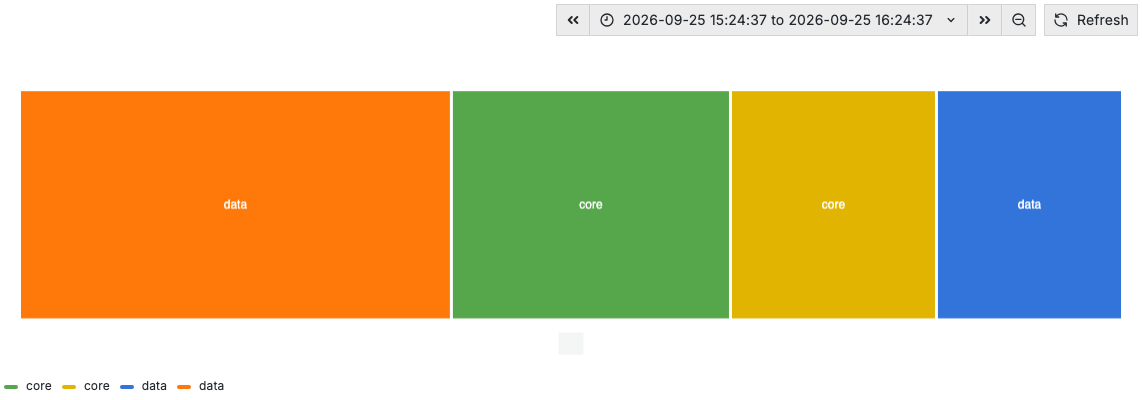 2026-09-25 15:24:37 to 2026-09-25 16:24:37 Refresh
data core core data
core core data data